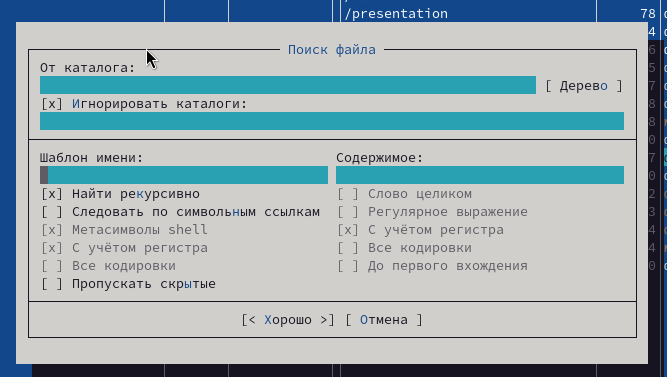 /presentation 78
Поиск файла
От каталога:
[ Дерево ]
[x] Игнорировать каталоги:
Шаблон имени: Содержимое:
[x] Найти рекурсивно [ ] Слово целиком
[ ] Следовать по символьным ссылкам [ ] Регулярное выражение
[x] Метасимволы shell [x] С учётом регистра
[x] С учётом регистра [ ] Все кодировки
[ ] Все кодировки [ ] До первого вхождения
[ ] Пропускать скрытые
[< Хорошо >] [ Отмена ]